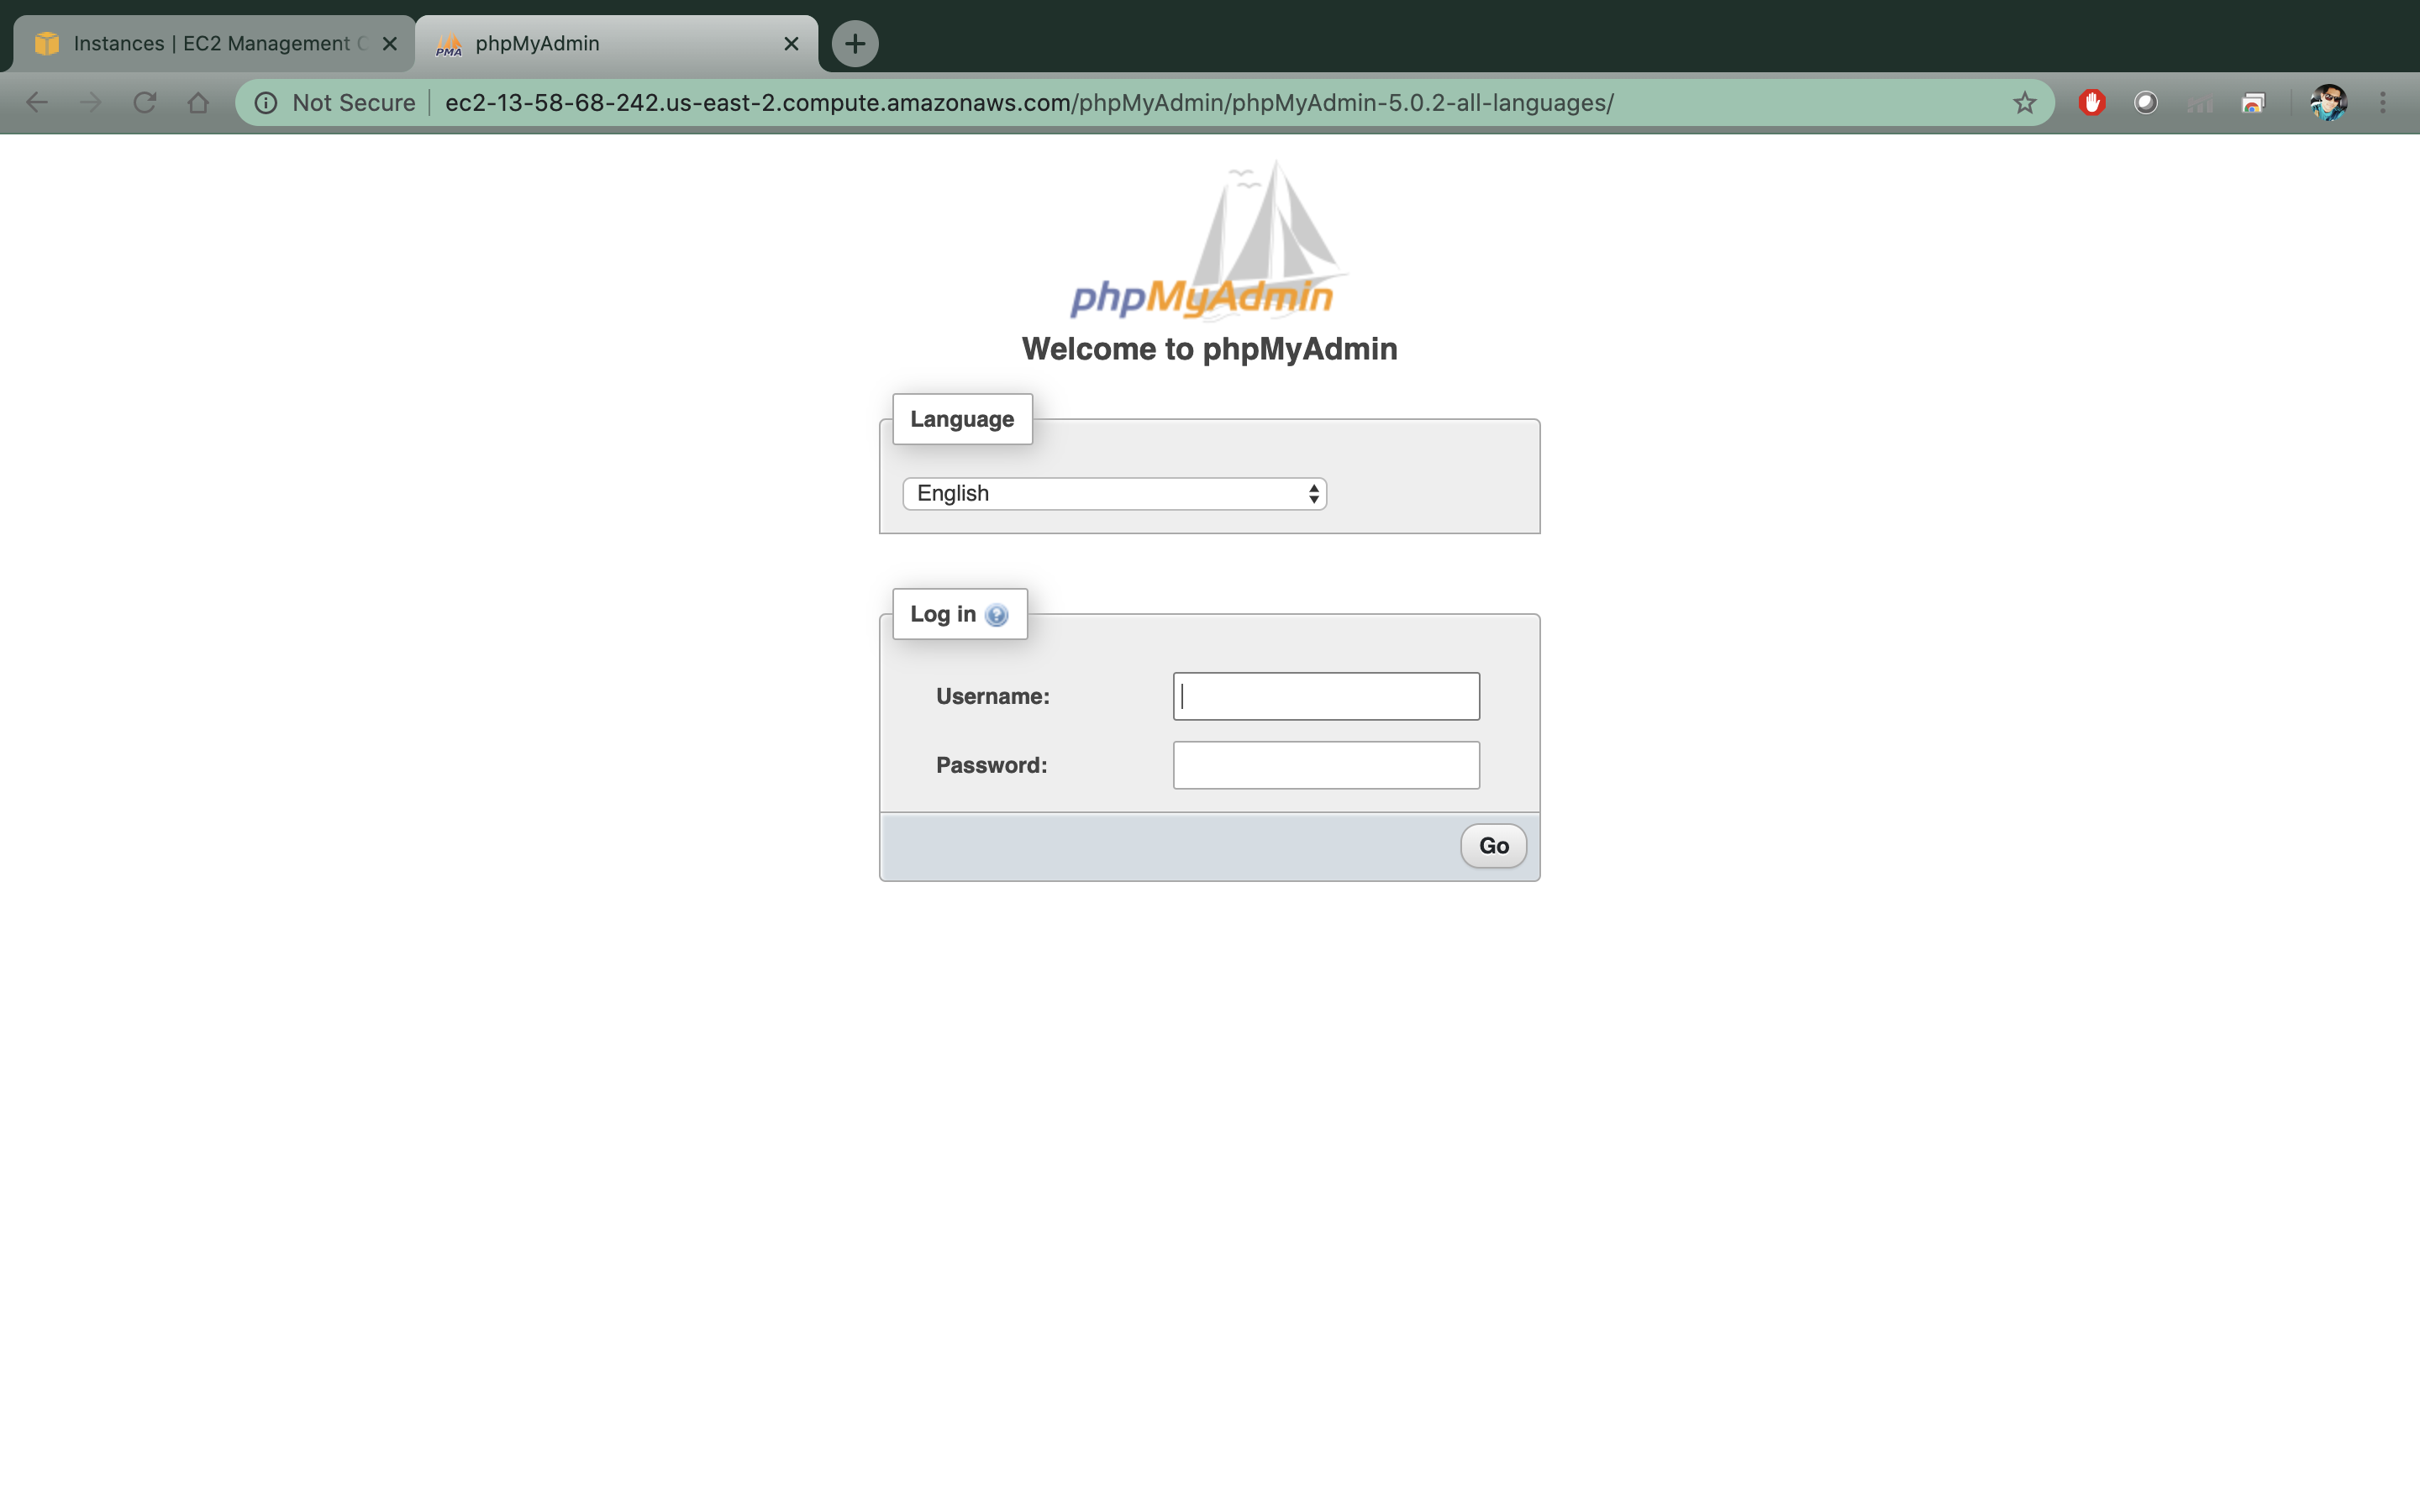 Instances | EC2 Management C
phpMyAdmin
Not Secure
ec2-13-58-68-242.us-east-2.compute.amazonaws.com/phpMyAdmin/phpMyAdmin-5.0.2-all-languages/
phpMyAdmin
Welcome to phpMyAdmin
Language
English
Log in
Username:
Password:
Go